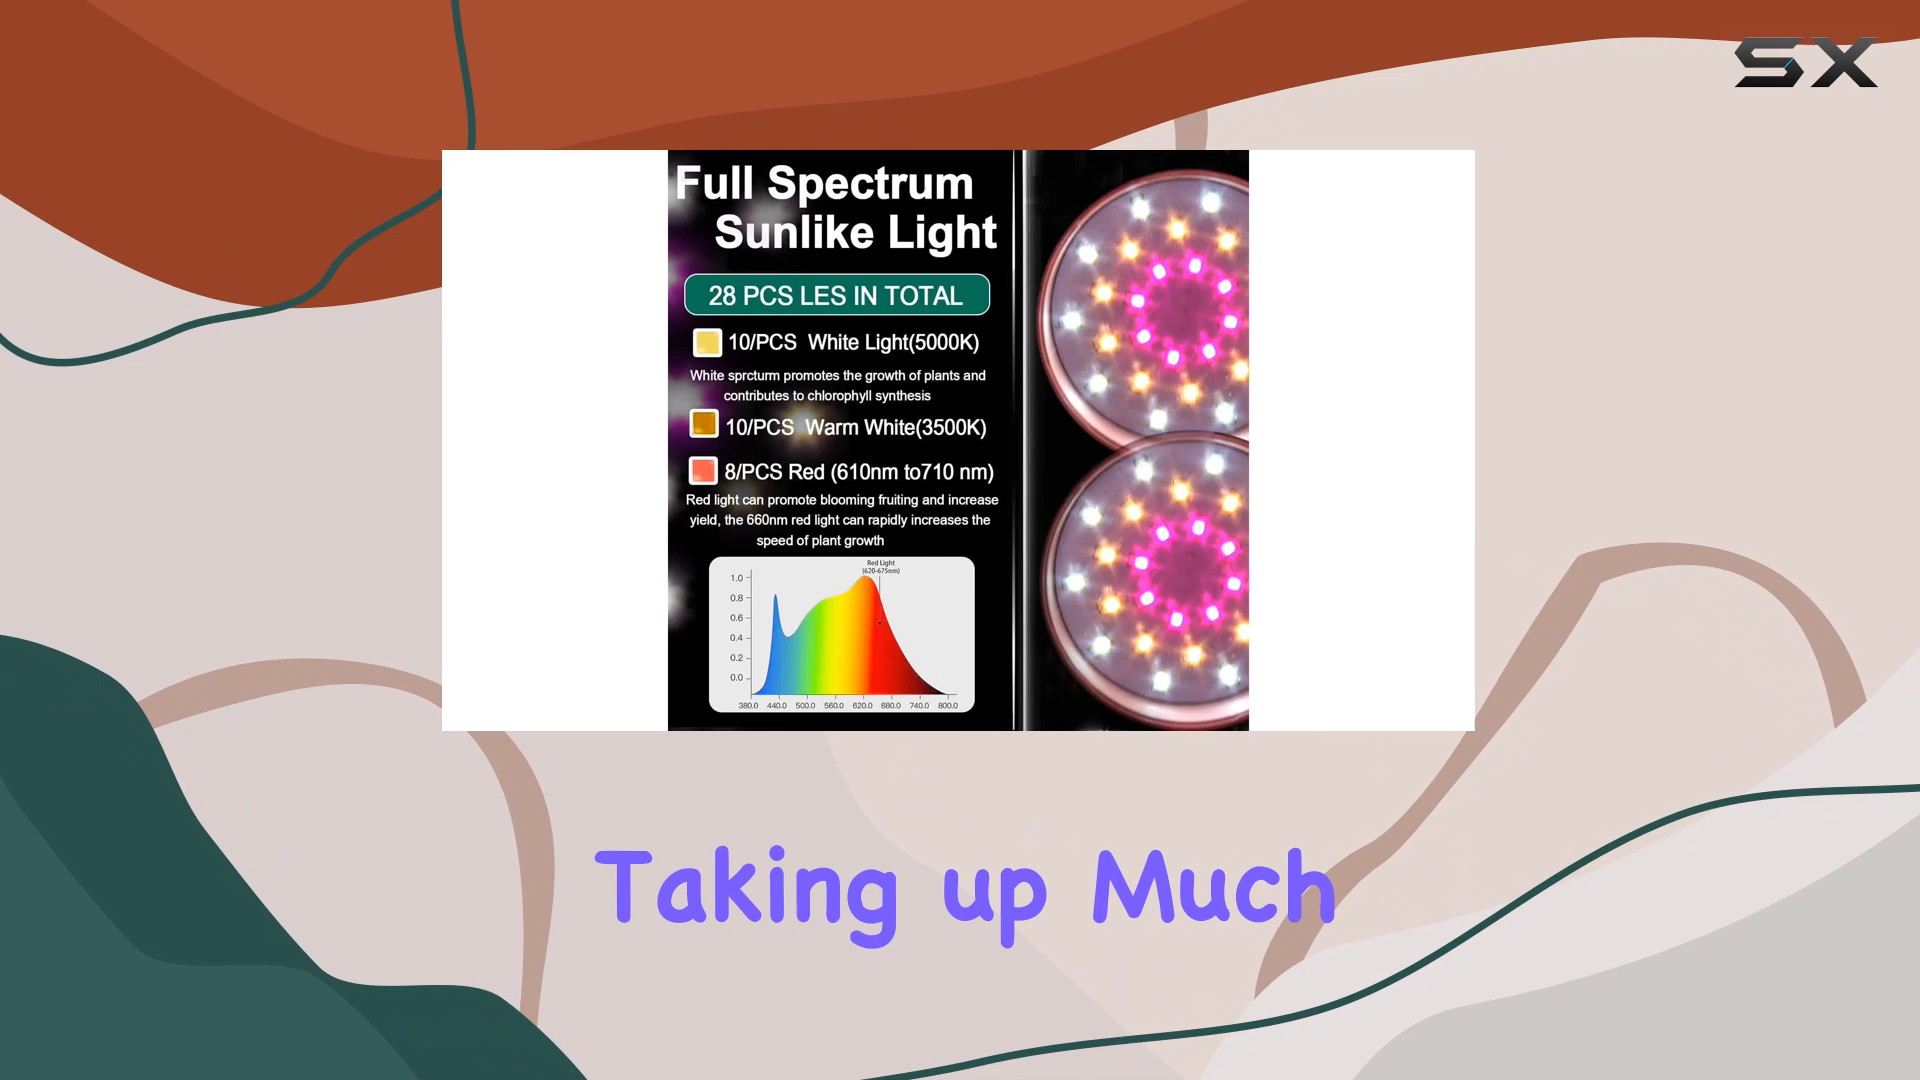 SX
Full Spectrum
Sunlike Light
28 PCS LES IN TOTAL
10/PCS White Light(5000K)
White sprcturm promotes the growth of plants and
contributes to chlorophyll synthesis
10/PCS Warm White(3500K)
8/PCS Red (610nm to710 nm)
Red light can promote blooming fruiting and increase
yield, the 660nm red light can rapidly increases the
speed of plant growth
Red Light
(620-675nm)
1.0
0.8
0.6
0.4
0.2
0.0
380.0 440.0 500.0 560.0 620.0 680.0 740.0 800.0
Taking up Much